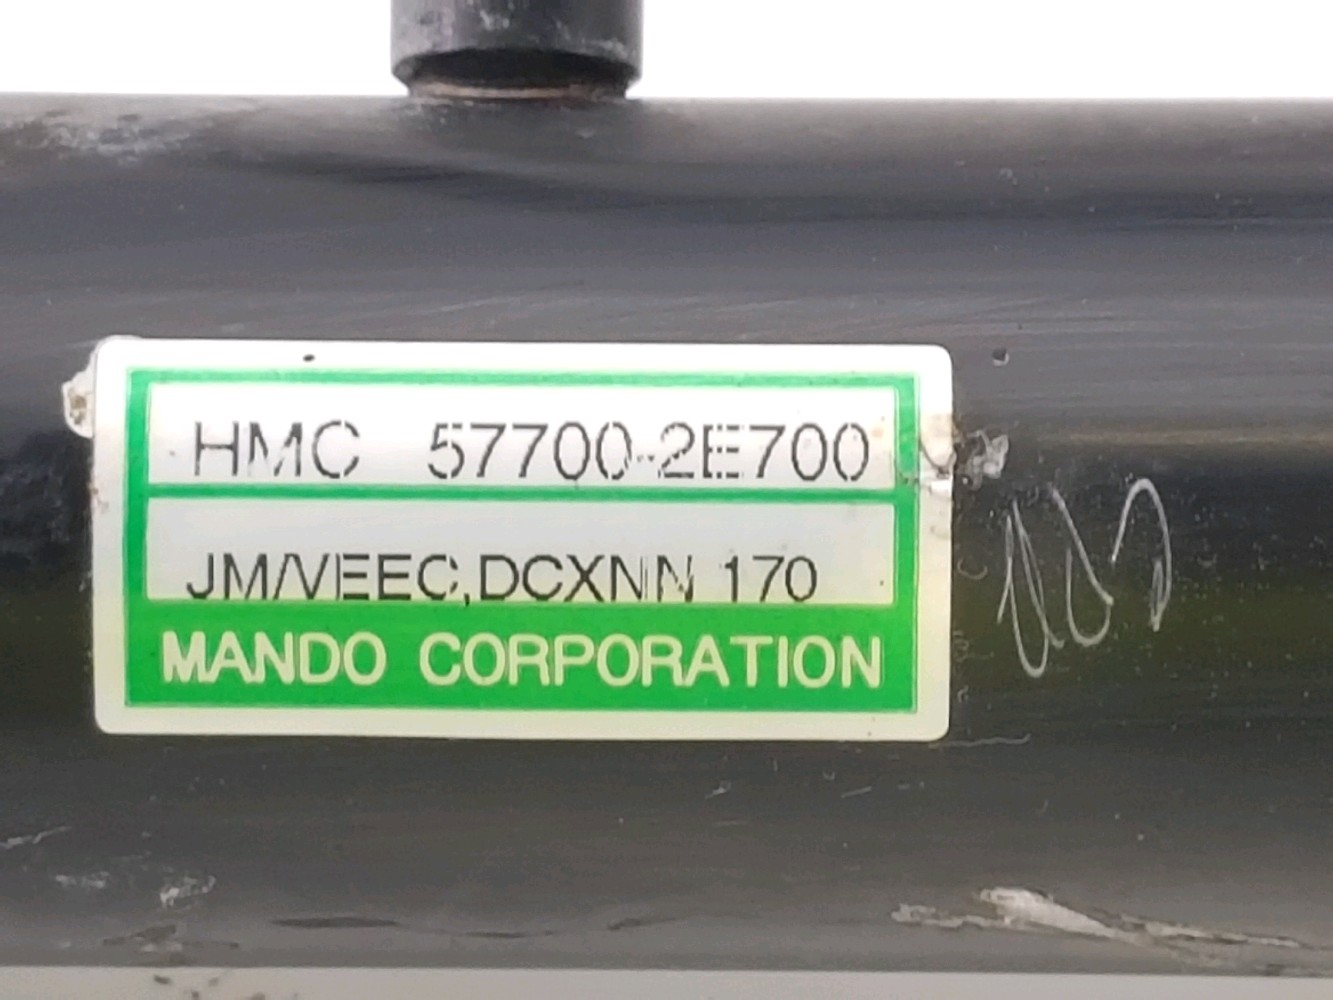 HMC 57700-2E700
JM/VEEC,DCXNN 170
MANDO CORPORATION